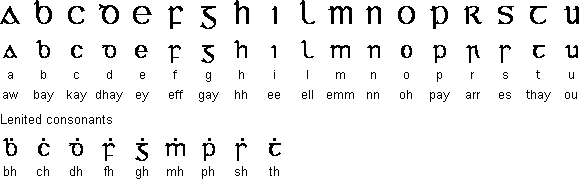 A B C D E F G H I L M N O P R S T U
a b c d e f g h i l m n o p r s t u
a b c d e f g h i l m n o p r s t u
aw bay kay dhay ey eff gay hh ee ell emm nn oh pay arr es thay ou
Lenited consonants
ḃ ċ ḋ ḟ ġ ṁ ṗ ṡ ṫ
bh ch dh fh gh mh ph sh th